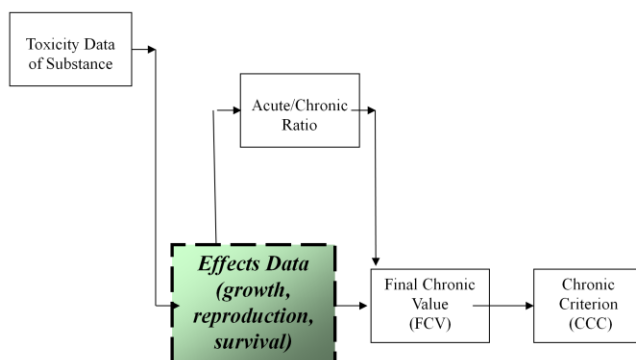 Toxicity Data
of Substance
Acute/Chronic
Ratio
Effects Data
(growth,
reproduction,
survival)
Final Chronic
Value
(FCV)
Chronic
Criterion
(CCC)